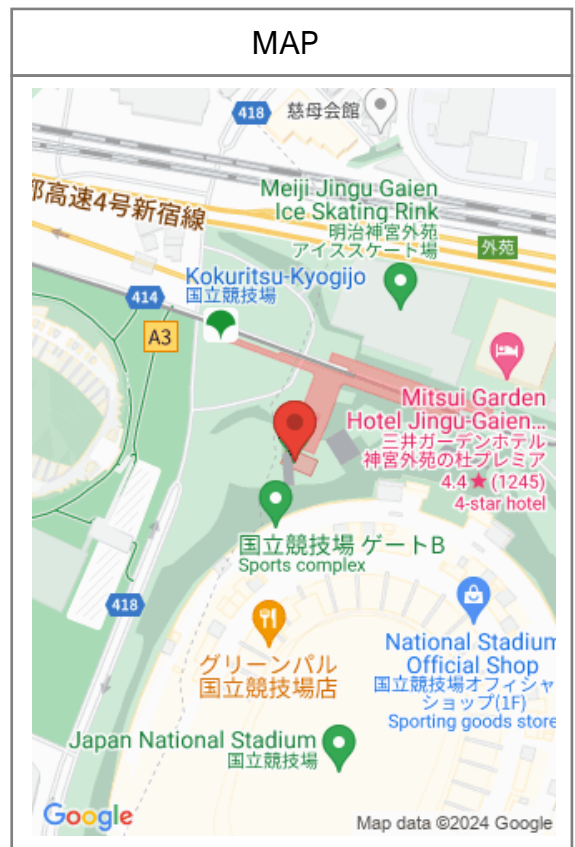 MAP
418
慈母会館
都高速4号新宿線
Meiji Jingu Gaien
Ice Skating Rink
明治神宮外苑
アイススケート場
外苑
Kokuritsu-Kyogijo
国立競技場
414
A3
Mitsui Garden
Hotel Jingu-Gaien...
三井ガーデンホテル
神宮外苑の杜プレミア
4.4★(1245)
4-star hotel
国立競技場 ゲートB
Sports complex
418
グリーンパル
国立競技場店
National Stadium
Official Shop
国立競技場オフィシャ
ショップ(1F)
Sporting goods store
Japan National Stadium
国立競技場
Google
Map data ©2024 Google